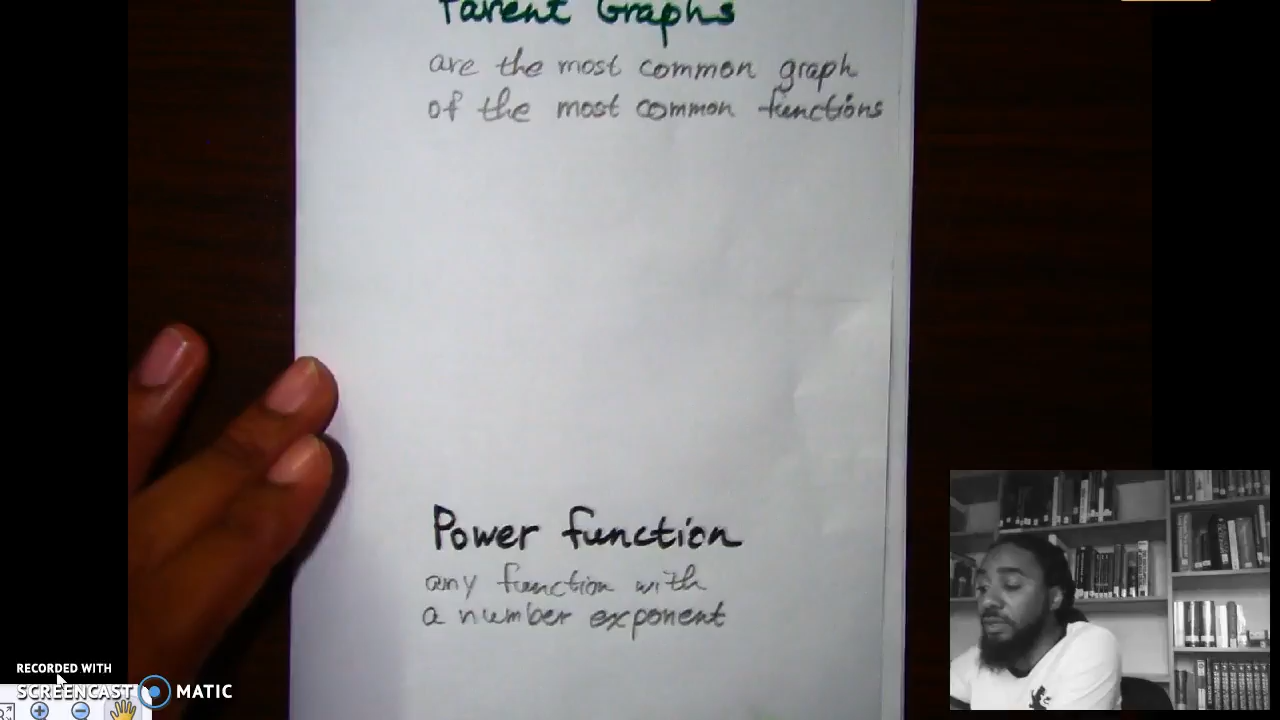 Parent Graphs
are the most common graph
of the most common functions
Power function
any function with
a number exponent
RECORDED WITH
SCREENCAST MATIC